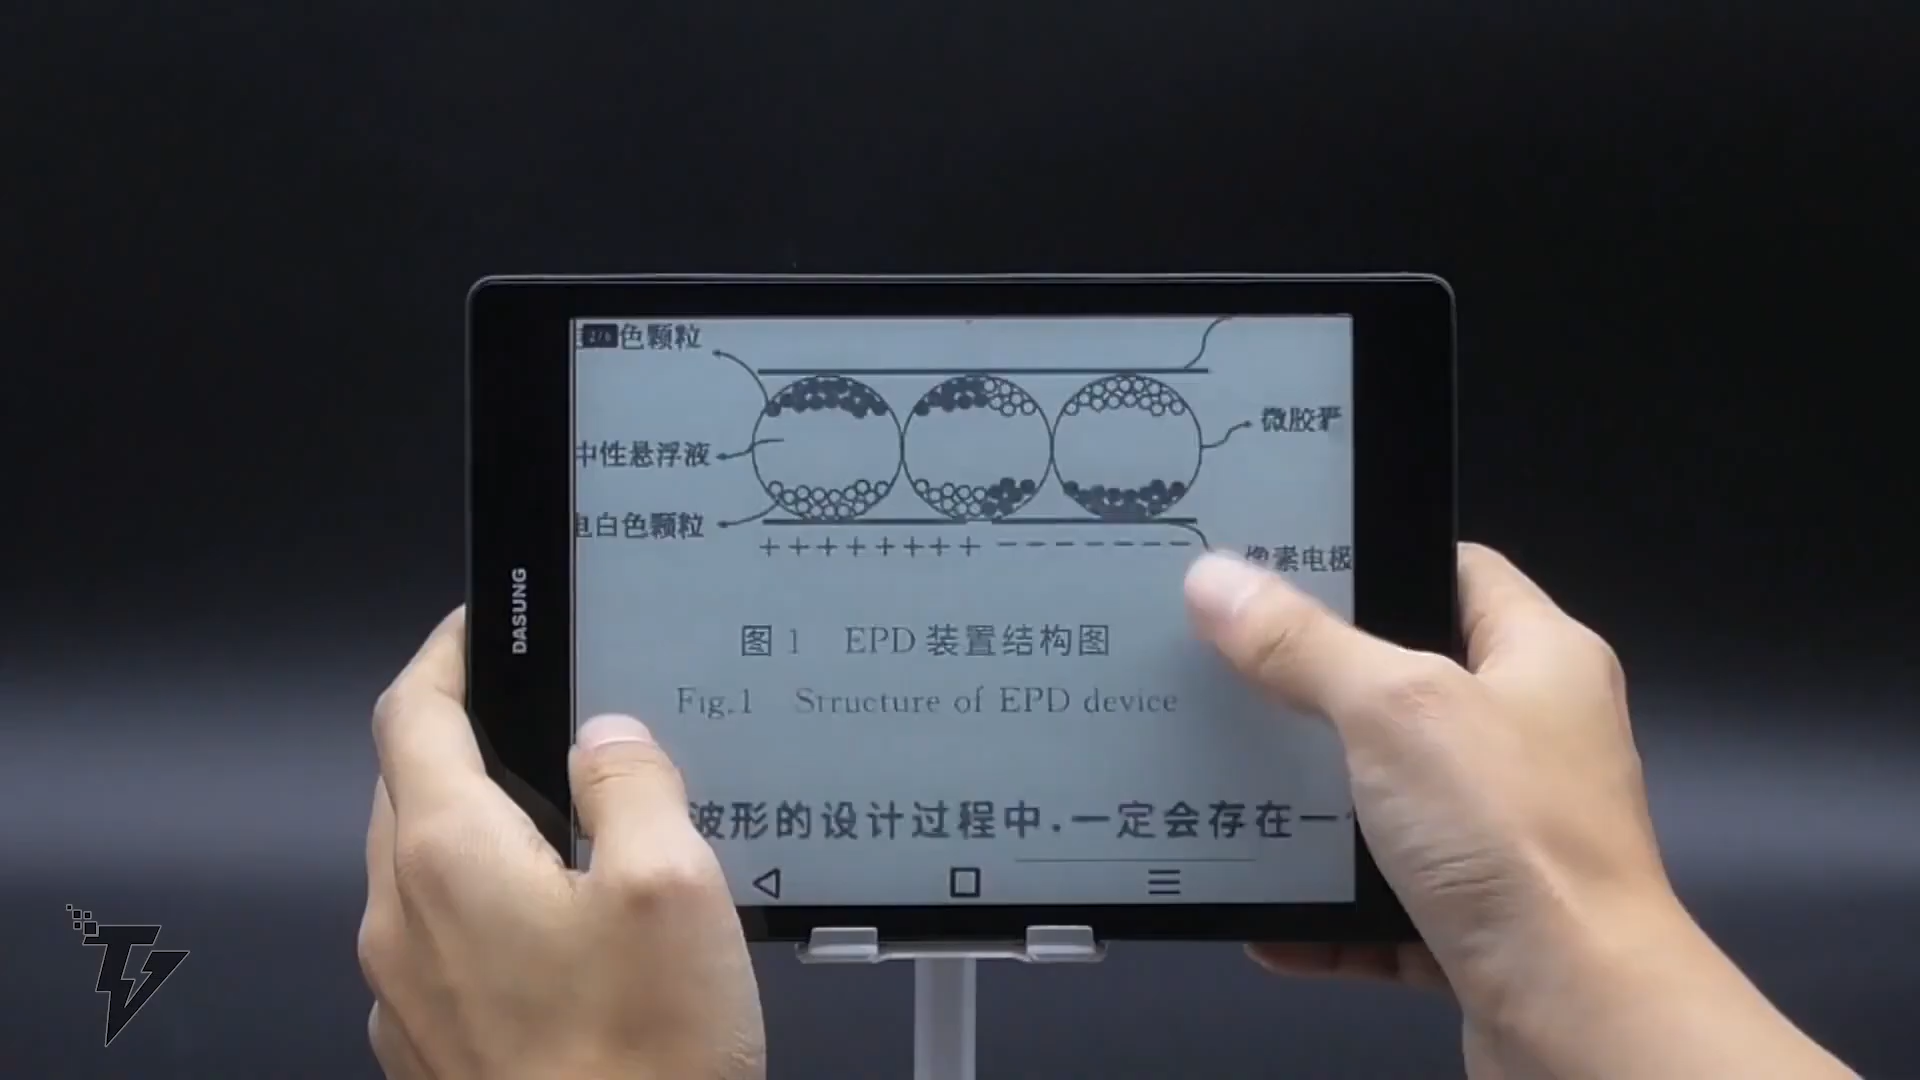 色颗粒
中性悬浮液
微胶
白色颗粒
+ + + + + + + + − − − − − − −
像素电极
DASUNG
图 1 EPD 装置结构图
Fig.1 Structure of EPD device
波形的设计过程中.一定会存在一